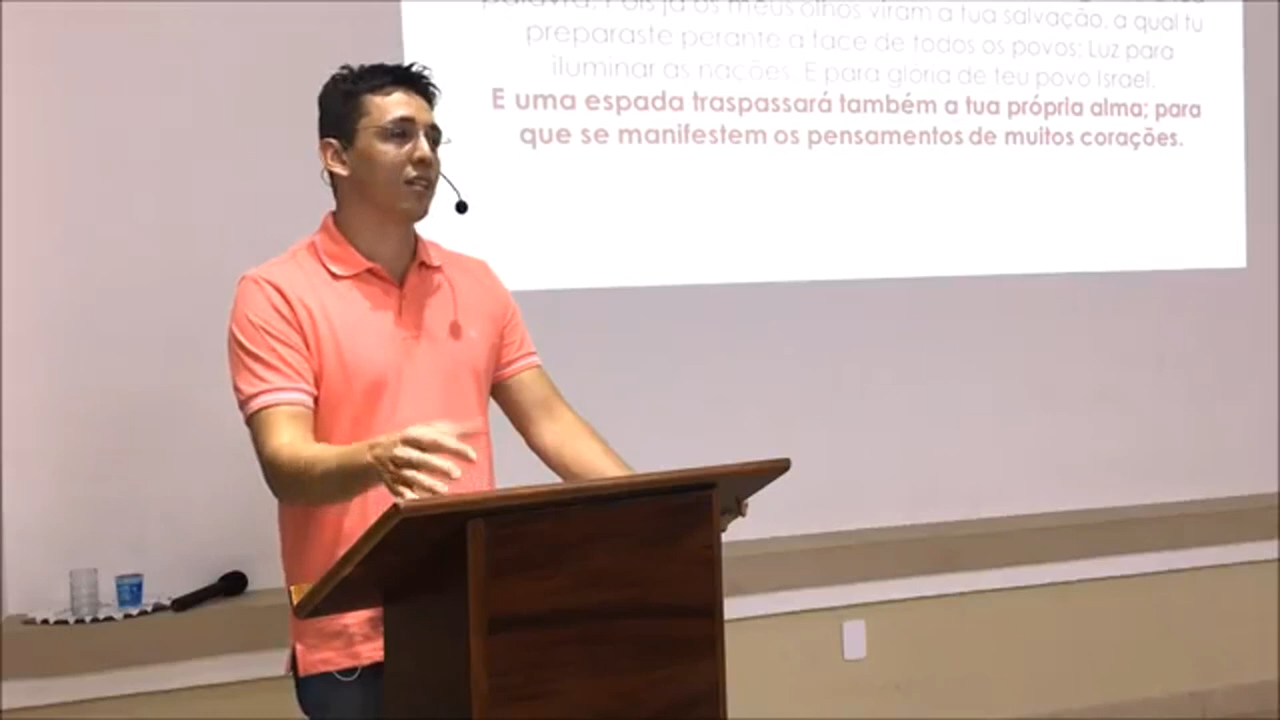 palavra; Pois já os meus olhos viram a tua salvação, a qual tu
preparaste perante a face de todos os povos; Luz para
iluminar as nações, E para glória de teu povo Israel.
E uma espada traspassará também a tua própria alma; para
que se manifestem os pensamentos de muitos corações.